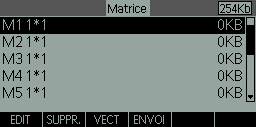 Matrice 254Kb
M1 1*1 0KB
M2 1*1 0KB
M3 1*1 0KB
M4 1*1 0KB
M5 1*1 0KB
EDIT SUPPR. VECT ENVOI